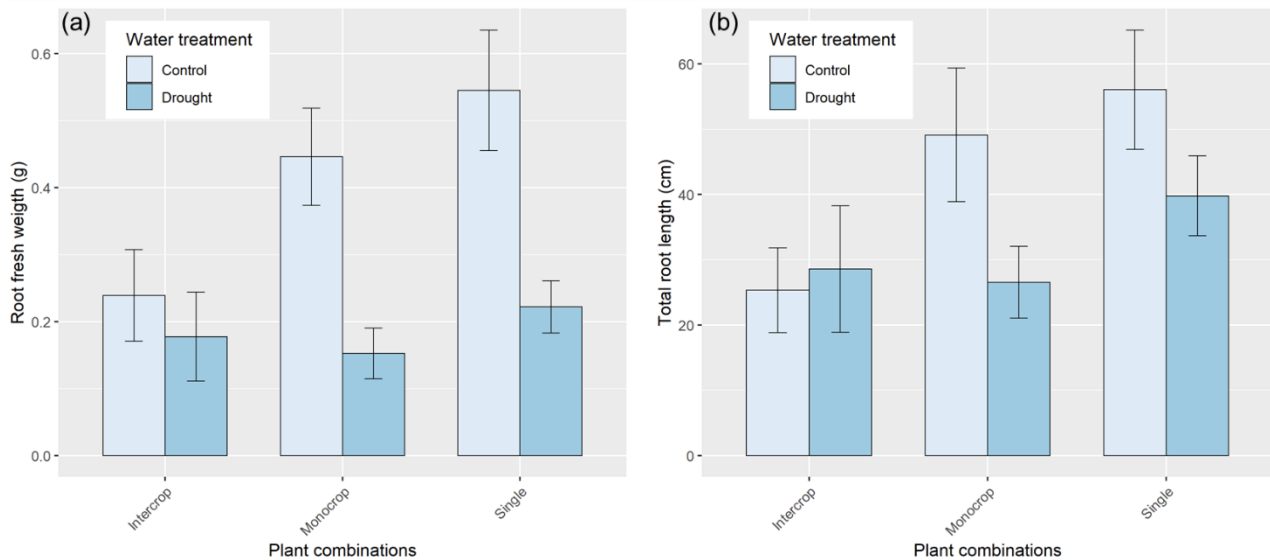 (a)
Water treatment
Control
Drought
0.6
0.4
0.2
0.0
Root fresh weigth (g)
Intercrop
Monocrop
Single
Plant combinations
(b)
Water treatment
Control
Drought
60
40
20
0
Total root length (cm)
Intercrop
Monocrop
Single
Plant combinations